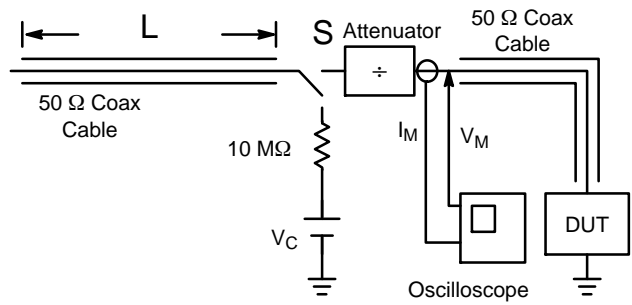 L
S
Attenuator
÷
50 Ω Coax
Cable
50 Ω Coax
Cable
10 MΩ
V_C
I_M
V_M
DUT
Oscilloscope